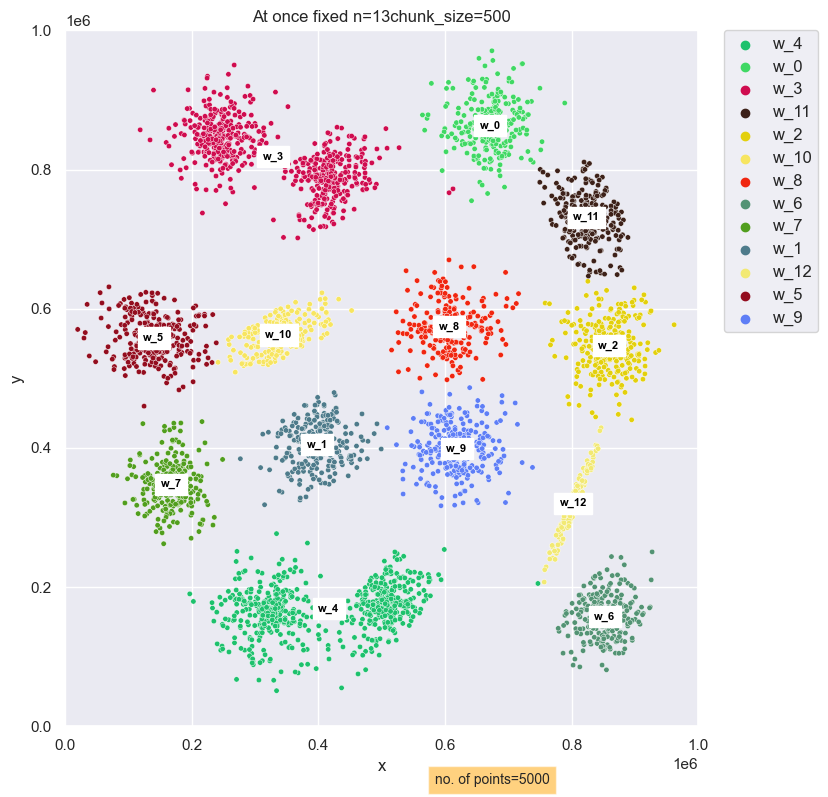 At once fixed n=13chunk_size=500
1e6
1.0
0.8
0.6
0.4
0.2
0.0
y
w_0
w_3
w_11
w_8
w_10
w_5
w_2
w_1
w_9
w_7
w_12
w_4
w_6
0.0 0.2 0.4 0.6 0.8 1.0
x
1e6
no. of points=5000
w_4
w_0
w_3
w_11
w_2
w_10
w_8
w_6
w_7
w_1
w_12
w_5
w_9